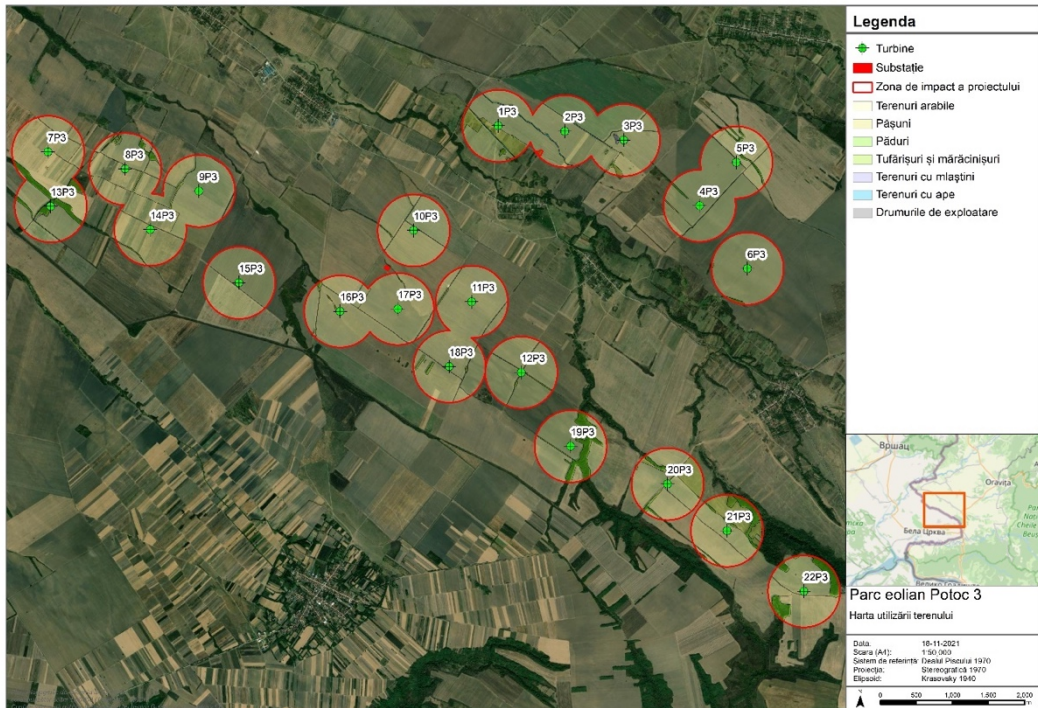 Legenda
Turbine
Substație
Zona de impact a proiectului
Terenuri arabile
Pășuni
Păduri
Tufărișuri și mărăcinișuri
Terenuri cu mlaștini
Terenuri cu ape
Drumurile de exploatare
1P3
2P3
3P3
5P3
7P3
8P3
9P3
13P3
4P3
14P3
10P3
6P3
15P3
11P3
16P3
17P3
18P3
12P3
19P3
20P3
21P3
22P3
Вршац
Oravița
Бела Црква
Parc eolian Potoc 3
Harta utilizării terenului
Data: 18-11-2021
Scara (A4): 1:50,000
Sistem de referință: Dealul Piscului 1970
Proiecția: Stereografică 1970
Elipsoid: Krasovsky 1940
N
0 500 1,000 1,500 2,000
m